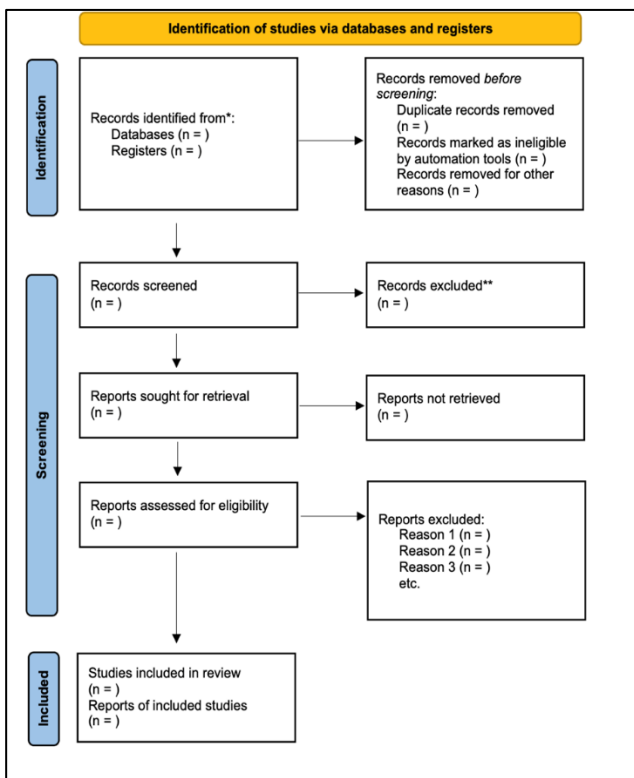 Identification of studies via databases and registers
Identification
Records identified from*:
Databases (n = )
Registers (n = )
Records removed before
screening:
Duplicate records removed
(n = )
Records marked as ineligible
by automation tools (n = )
Records removed for other
reasons (n = )
Screening
Records screened
(n = )
Records excluded**
(n = )
Reports sought for retrieval
(n = )
Reports not retrieved
(n = )
Reports assessed for eligibility
(n = )
Reports excluded:
Reason 1 (n = )
Reason 2 (n = )
Reason 3 (n = )
etc.
Included
Studies included in review
(n = )
Reports of included studies
(n = )